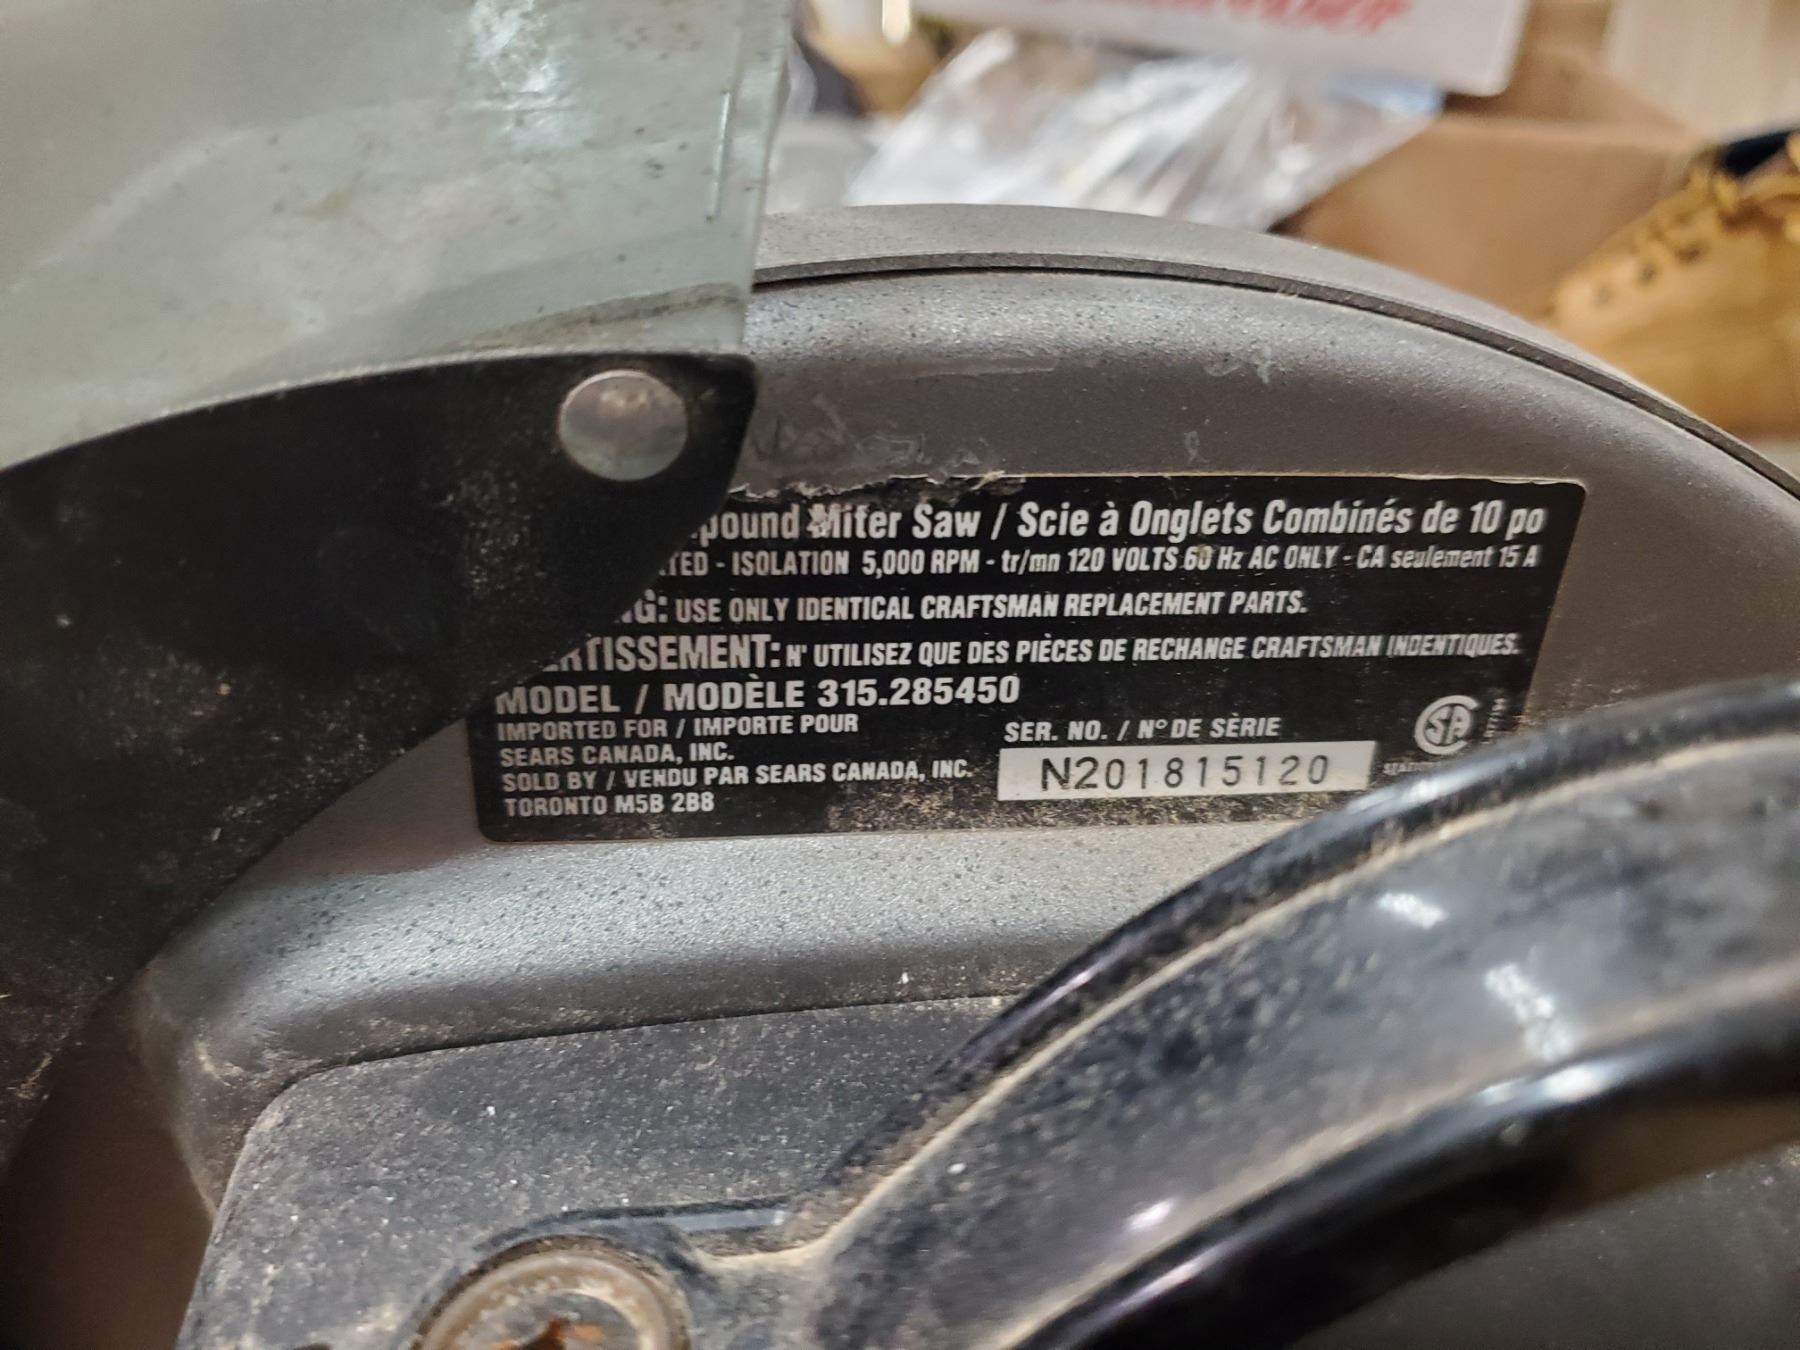 pound Miter Saw / Scie à Onglets Combinés de 10 po
TED - ISOLATION 5,000 RPM - tr/mn 120 VOLTS 60 Hz AC ONLY - CA seulement 15 A
G: USE ONLY IDENTICAL CRAFTSMAN REPLACEMENT PARTS.
RTISSEMENT: N' UTILISEZ QUE DES PIÈCES DE RECHANGE CRAFTSMAN INDENTIQUES.
MODEL / MODÈLE 315.285450
IMPORTED FOR / IMPORTE POUR
SEARS CANADA, INC.
SOLD BY / VENDU PAR SEARS CANADA, INC.
TORONTO M5B 2B8
SER. NO. / N° DE SÈRIE
N201815120